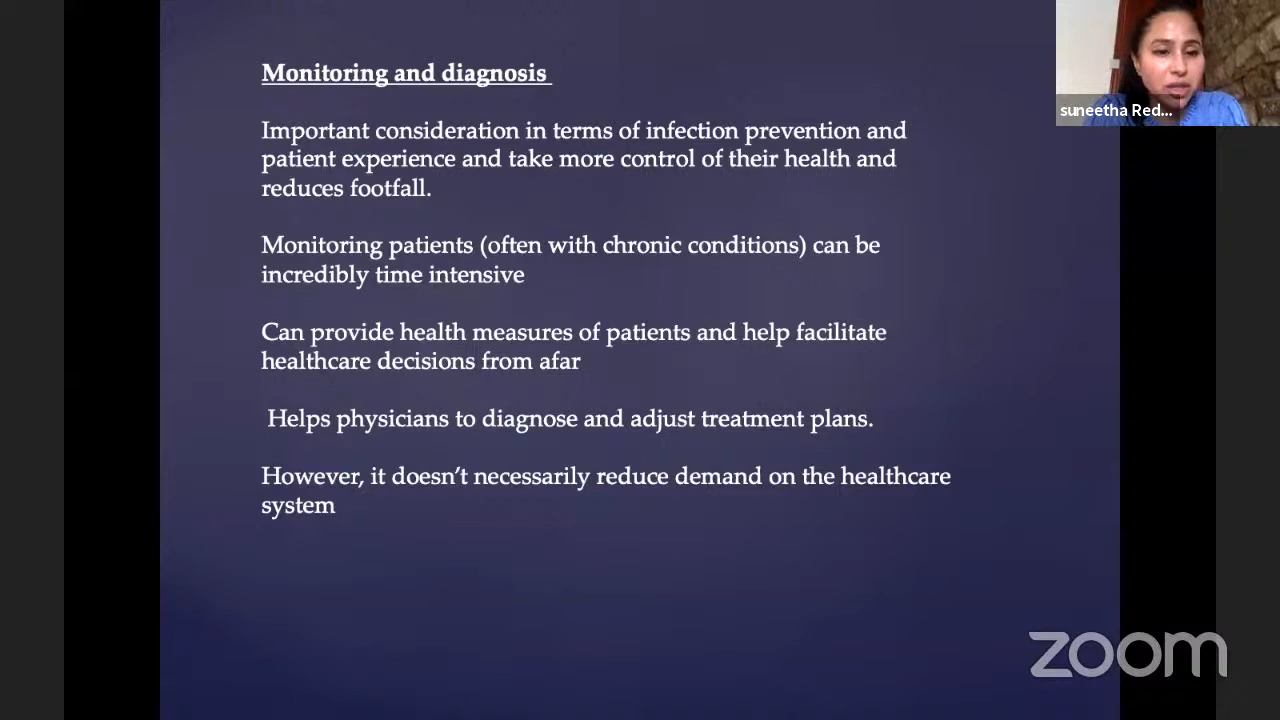 Monitoring and diagnosis
Important consideration in terms of infection prevention and
patient experience and take more control of their health and
reduces footfall.
Monitoring patients (often with chronic conditions) can be
incredibly time intensive
Can provide health measures of patients and help facilitate
healthcare decisions from afar
Helps physicians to diagnose and adjust treatment plans.
However, it doesn't necessarily reduce demand on the healthcare
system
suneetha Red...
zoom